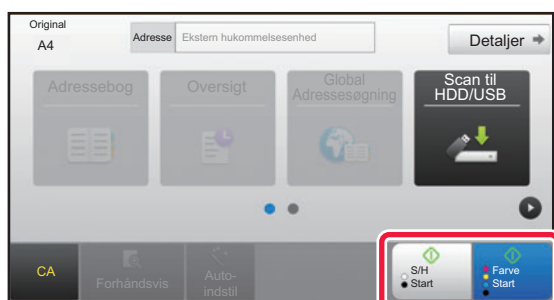 Original
A4
Adresse
Ekstern hukommelsesenhed
Detaljer
Adressebog
Oversigt
Global
Adressesøgning
Scan til
HDD/USB
CA
Forhåndsvis
Auto-
indstil
S/H
Start
Farve
Start